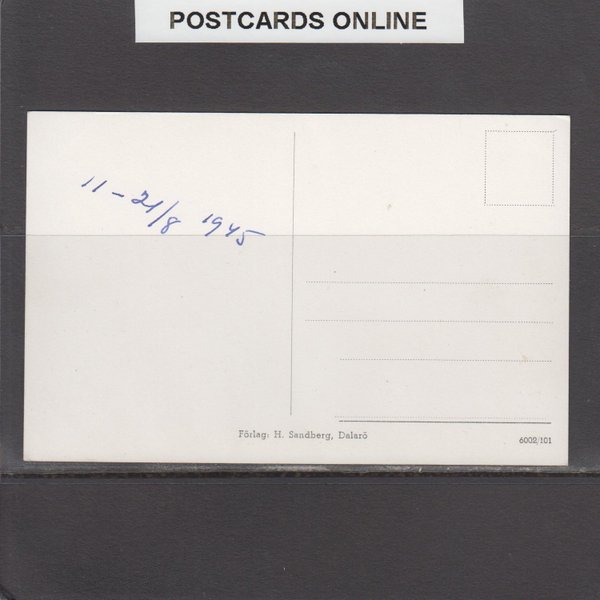 POSTCARDS ONLINE
11 - 21/8 1945
Förlag: H. Sandberg, Dalarö
6002/101